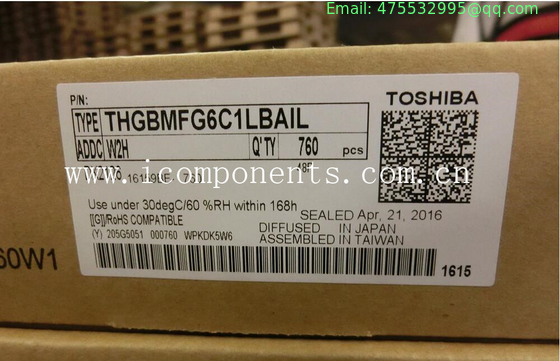 Email: 475532995@qq.com
P/N:
TOSHIBA
TYPE THGBMFG6C1LBAIL
ADDC W2H Q'TY 760 pcs
www.icomponents.com.cn
Use under 30degC/60 %RH within 168h
[[G]]/RoHS COMPATIBLE
SEALED Apr, 21, 2016
(Y) 205G5051 000760 WPKDK5W6
DIFFUSED IN JAPAN
ASSEMBLED IN TAIWAN
60W1
1615